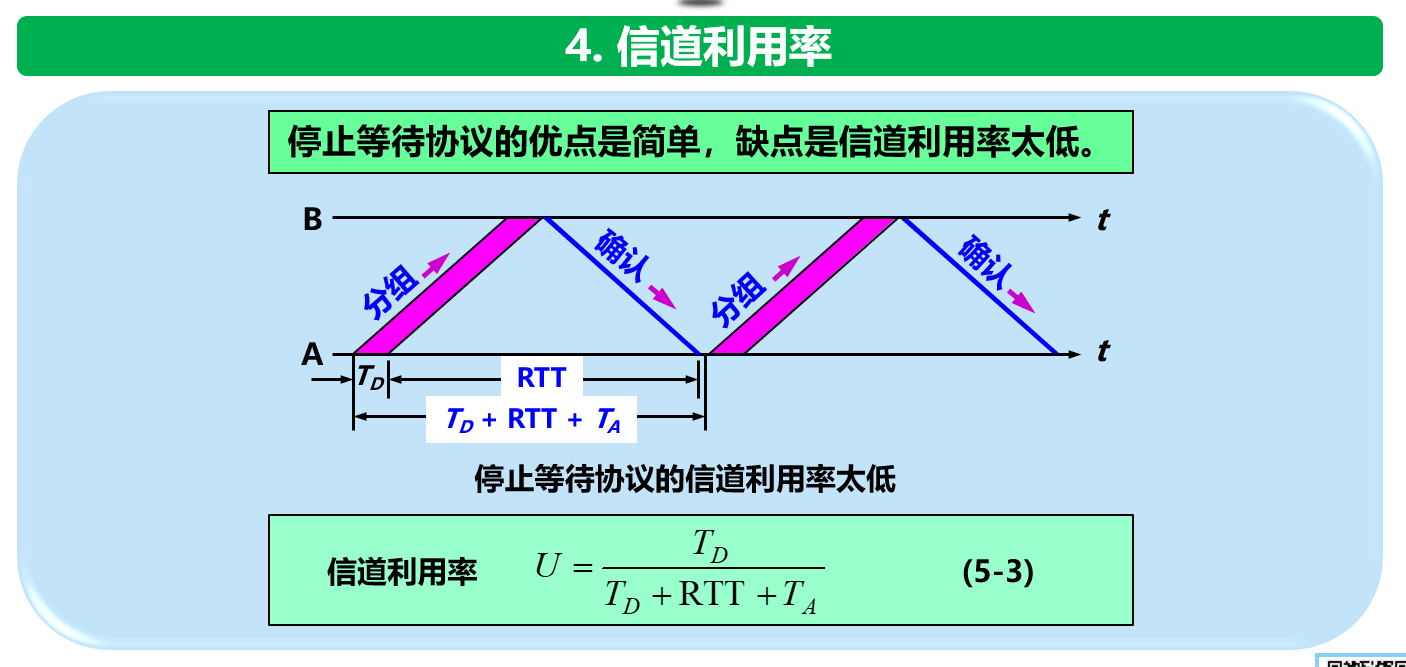 4. 信道利用率
停止等待协议的优点是简单，缺点是信道利用率太低。
B
t
分组
确认
分组
确认
A
t
T_D
RTT
T_D + RTT + T_A
停止等待协议的信道利用率太低
信道利用率 U = T_D / (T_D + RTT + T_A) (5-3)